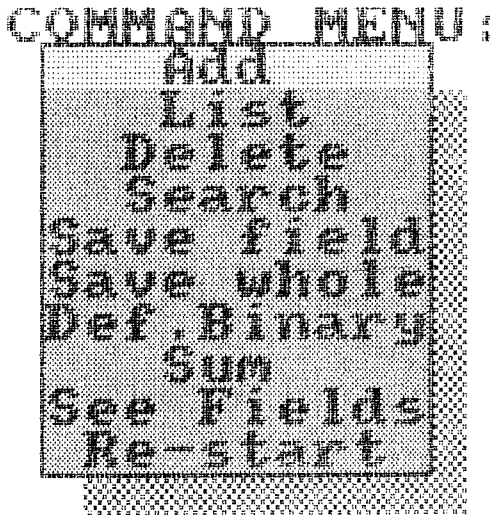 COMMAND MENU:
Add
List
Delete
Search
Save field
Save whole
Def.Binary
Sum
See Fields
Re-start